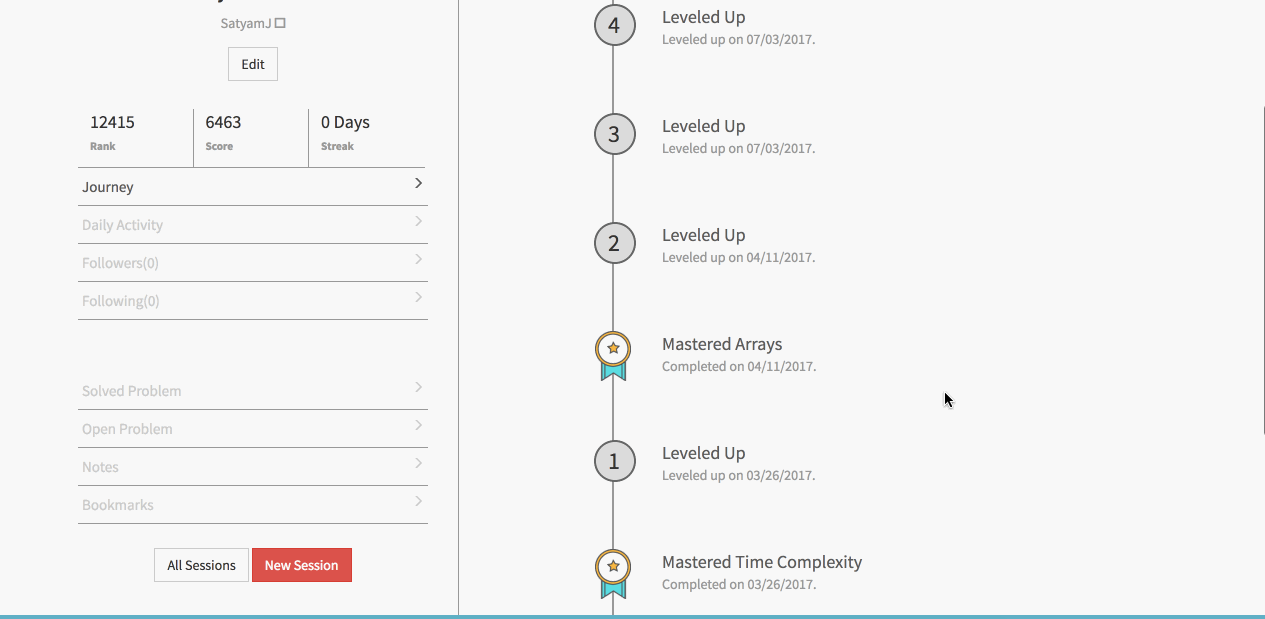 SatyamJ
Edit
12415
Rank
6463
Score
0 Days
Streak
Journey
Daily Activity
Followers(0)
Following(0)
Solved Problem
Open Problem
Notes
Bookmarks
All Sessions
New Session
4
Leveled Up
Leveled up on 07/03/2017.
3
Leveled Up
Leveled up on 07/03/2017.
2
Leveled Up
Leveled up on 04/11/2017.
Mastered Arrays
Completed on 04/11/2017.
1
Leveled Up
Leveled up on 03/26/2017.
Mastered Time Complexity
Completed on 03/26/2017.